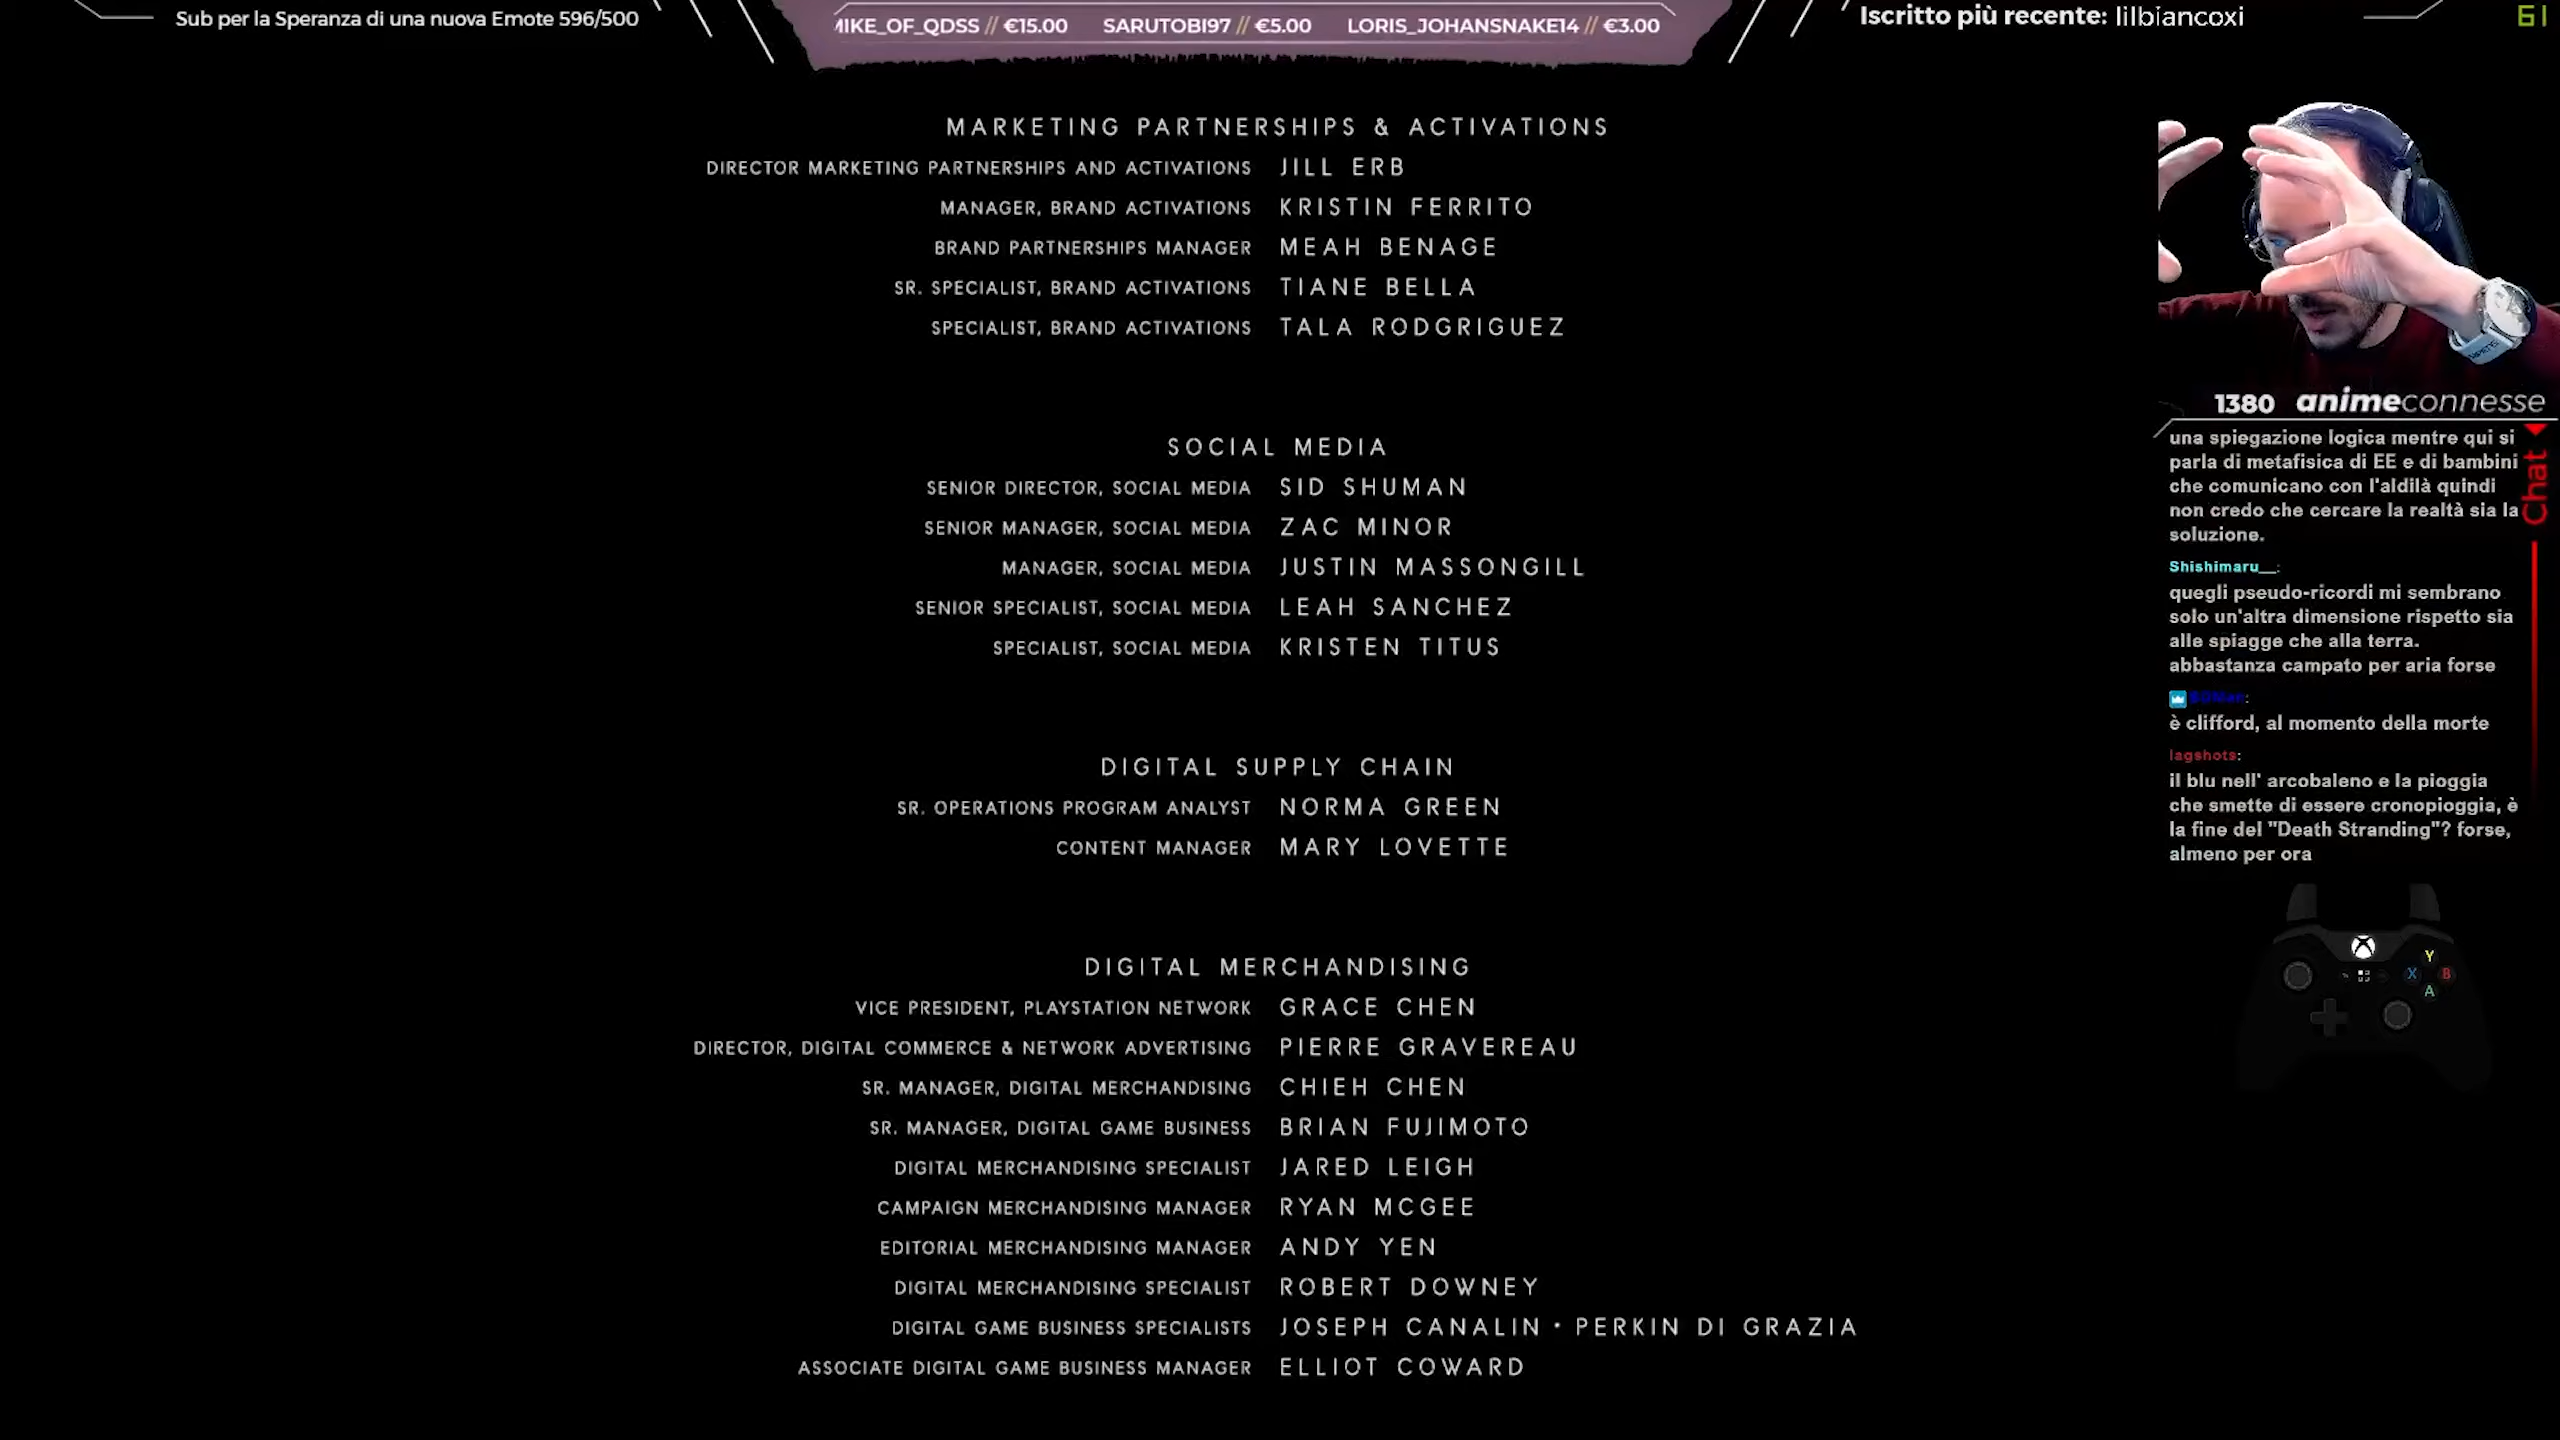 Sub per la Speranza di una nuova Emote 596/500
MIKE_OF_QDSS // €15.00 SARUTOBI97 // €5.00 LORIS_JOHANSNAKE14 // €3.00
Iscritto più recente: lilbiancoxi
61
MARKETING PARTNERSHIPS & ACTIVATIONS
DIRECTOR MARKETING PARTNERSHIPS AND ACTIVATIONS JILL ERB
MANAGER, BRAND ACTIVATIONS KRISTIN FERRITO
BRAND PARTNERSHIPS MANAGER MEAH BENAGE
SR. SPECIALIST, BRAND ACTIVATIONS TIANE BELLA
SPECIALIST, BRAND ACTIVATIONS TALA RODGRIGUEZ
SOCIAL MEDIA
SENIOR DIRECTOR, SOCIAL MEDIA SID SHUMAN
SENIOR MANAGER, SOCIAL MEDIA ZAC MINOR
MANAGER, SOCIAL MEDIA JUSTIN MASSONGILL
SENIOR SPECIALIST, SOCIAL MEDIA LEAH SANCHEZ
SPECIALIST, SOCIAL MEDIA KRISTEN TITUS
DIGITAL SUPPLY CHAIN
SR. OPERATIONS PROGRAM ANALYST NORMA GREEN
CONTENT MANAGER MARY LOVETTE
DIGITAL MERCHANDISING
VICE PRESIDENT, PLAYSTATION NETWORK GRACE CHEN
DIRECTOR, DIGITAL COMMERCE & NETWORK ADVERTISING PIERRE GRAVEREAU
SR. MANAGER, DIGITAL MERCHANDISING CHIEH CHEN
SR. MANAGER, DIGITAL GAME BUSINESS BRIAN FUJIMOTO
DIGITAL MERCHANDISING SPECIALIST JARED LEIGH
CAMPAIGN MERCHANDISING MANAGER RYAN MCGEE
EDITORIAL MERCHANDISING MANAGER ANDY YEN
DIGITAL MERCHANDISING SPECIALIST ROBERT DOWNEY
DIGITAL GAME BUSINESS SPECIALISTS JOSEPH CANALIN · PERKIN DI GRAZIA
ASSOCIATE DIGITAL GAME BUSINESS MANAGER ELLIOT COWARD
1380 animeconnesse
Chat
una spiegazione logica mentre qui si
parla di metafisica di EE e di bambini
che comunicano con l'aldilà quindi
non credo che cercare la realtà sia la
soluzione.
Shishimaru__:
quegli pseudo-ricordi mi sembrano
solo un'altra dimensione rispetto sia
alle spiagge che alla terra.
abbastanza campato per aria forse
è clifford, al momento della morte
lagshots:
il blu nell' arcobaleno e la pioggia
che smette di essere cronopioggia, è
la fine del "Death Stranding"? forse,
almeno per ora
Y
X B
A